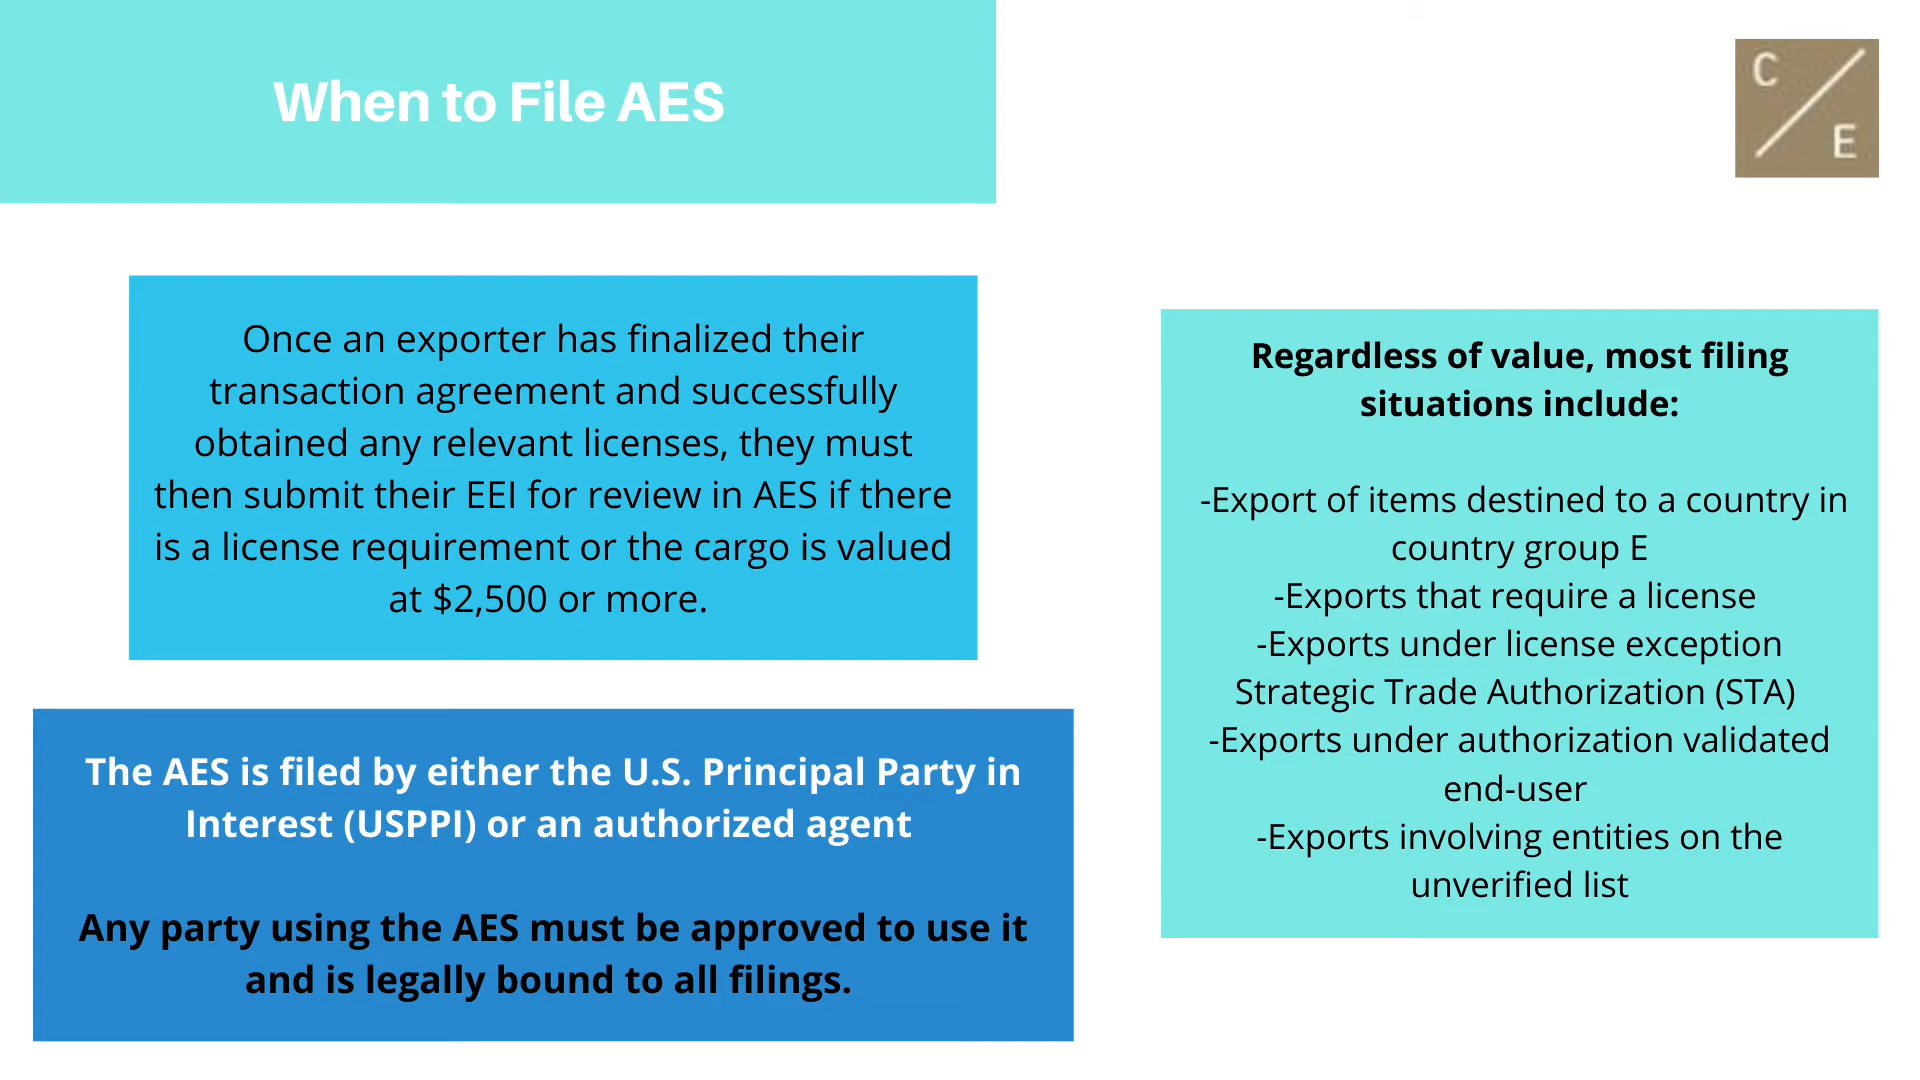 When to File AES
C
E
Once an exporter has finalized their
transaction agreement and successfully
obtained any relevant licenses, they must
then submit their EEI for review in AES if there
is a license requirement or the cargo is valued
at $2,500 or more.
The AES is filed by either the U.S. Principal Party in
Interest (USPPI) or an authorized agent
Any party using the AES must be approved to use it
and is legally bound to all filings.
Regardless of value, most filing
situations include:
-Export of items destined to a country in
country group E
-Exports that require a license
-Exports under license exception
Strategic Trade Authorization (STA)
-Exports under authorization validated
end-user
-Exports involving entities on the
unverified list